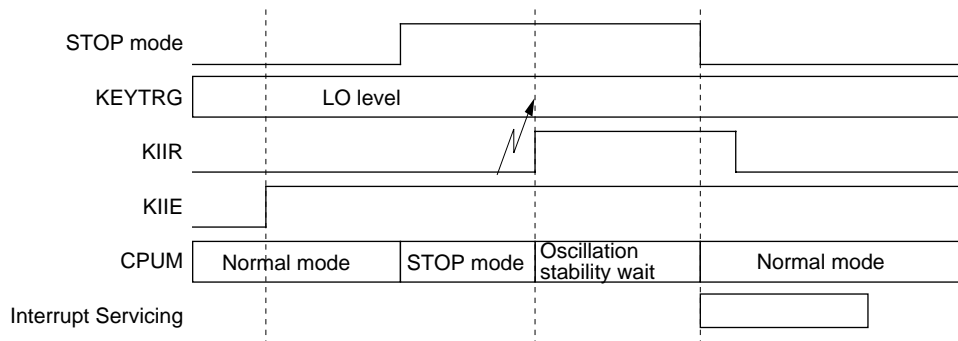 STOP mode
KEYTRG
LO level
KIIR
KIIE
CPUM
Normal mode
STOP mode
Oscillation
stability wait
Normal mode
Interrupt Servicing